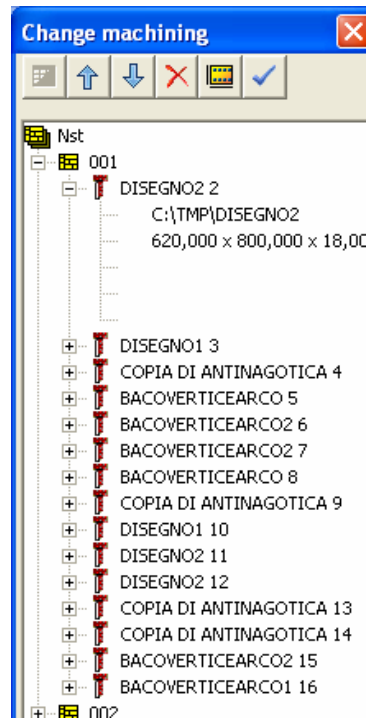 Change machining
Nst
001
DISEGNO2 2
C:\TMP\DISEGNO2
620,000 x 800,000 x 18,00
DISEGNO1 3
COPIA DI ANTINAGOTICA 4
BACOVERTICEARCO 5
BACOVERTICEARCO2 6
BACOVERTICEARCO2 7
BACOVERTICEARCO 8
COPIA DI ANTINAGOTICA 9
DISEGNO1 10
DISEGNO2 11
DISEGNO2 12
COPIA DI ANTINAGOTICA 13
COPIA DI ANTINAGOTICA 14
BACOVERTICEARCO2 15
BACOVERTICEARCO1 16
002